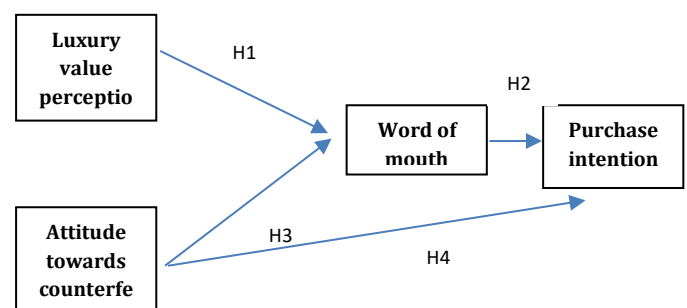 Luxury
value
perceptio
H1
H2
Word of
mouth
Purchase
intention
Attitude
towards
counterfe
H3
H4